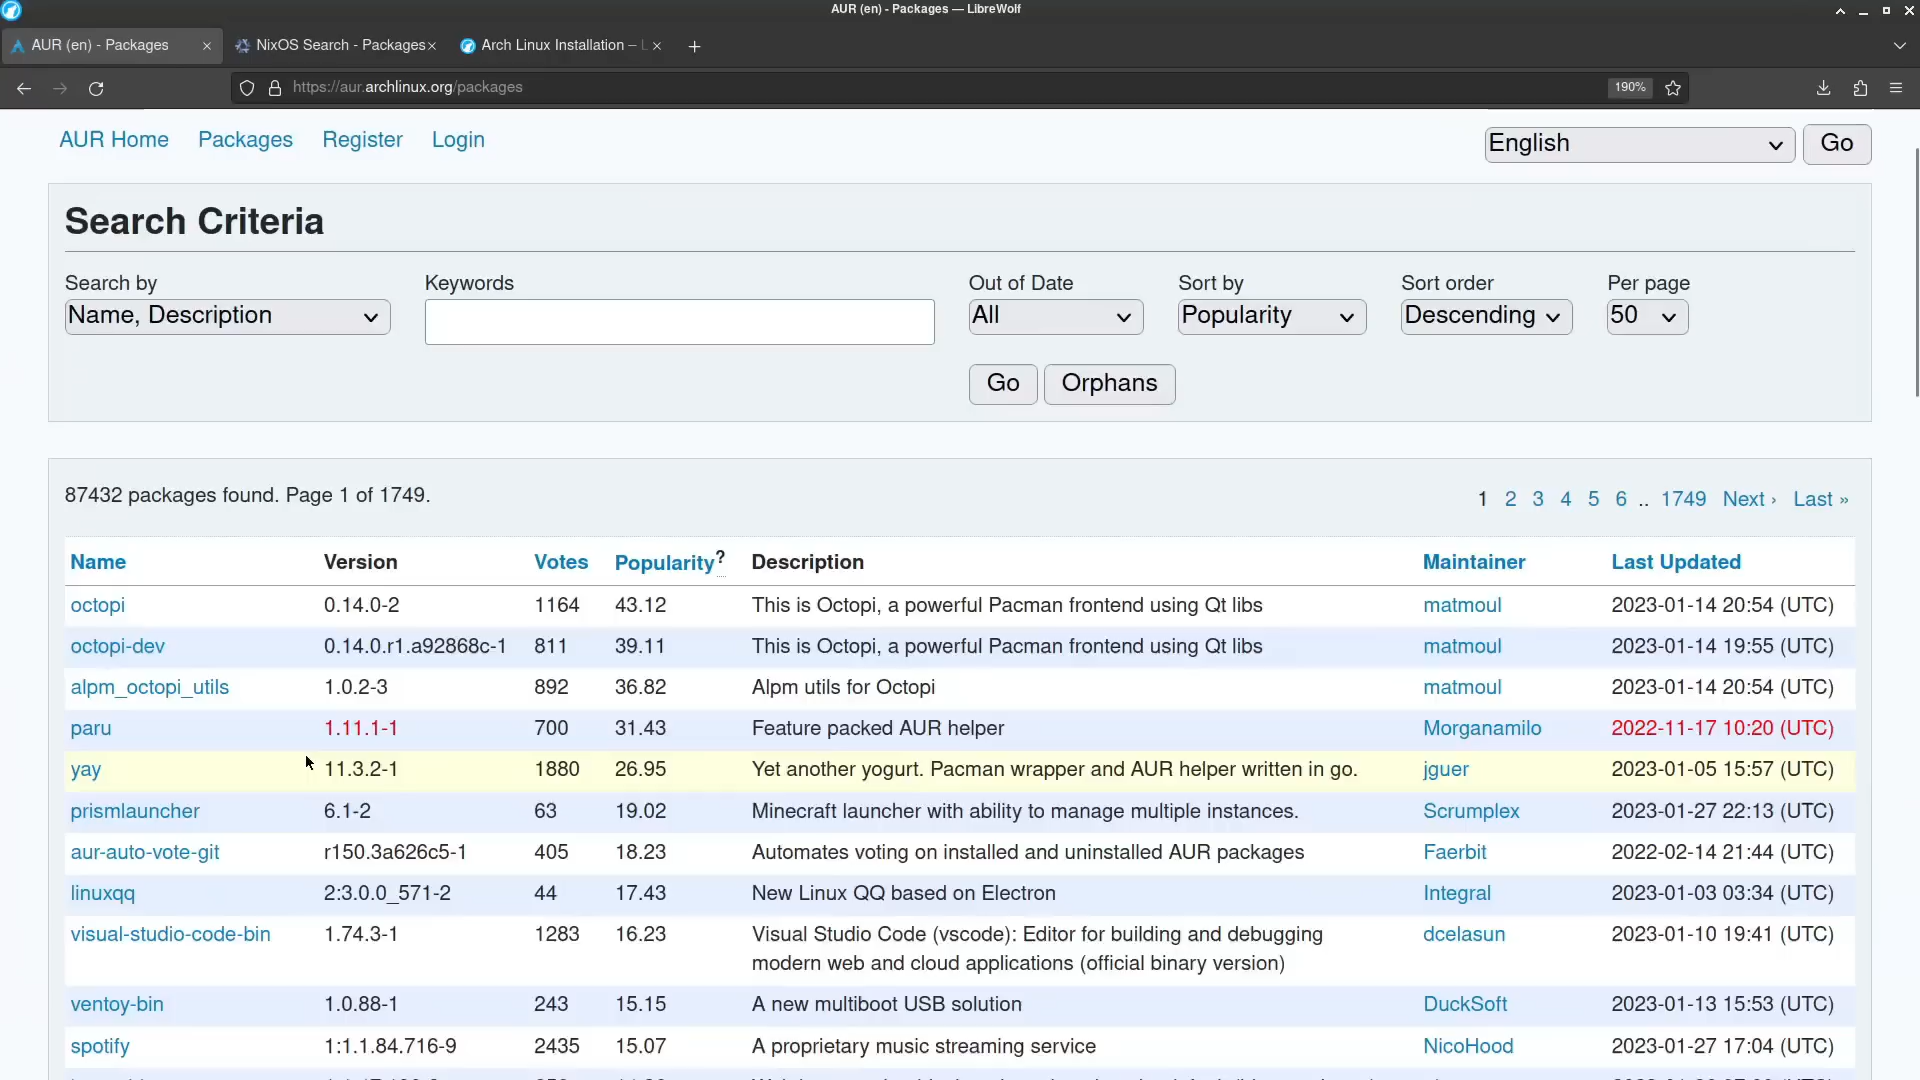 AUR (en) - Packages — LibreWolf
AUR (en) - Packages
NixOS Search - Packages
Arch Linux Installation – L
https://aur.archlinux.org/packages
190%
AUR Home Packages Register Login
English Go
Search Criteria
Search by Keywords Out of Date Sort by Sort order Per page
Name, Description All Popularity Descending 50
Go Orphans
87432 packages found. Page 1 of 1749.
1 2 3 4 5 6 .. 1749 Next › Last »
Name Version Votes Popularity? Description Maintainer Last Updated
octopi 0.14.0-2 1164 43.12 This is Octopi, a powerful Pacman frontend using Qt libs matmoul 2023-01-14 20:54 (UTC)
octopi-dev 0.14.0.r1.a92868c-1 811 39.11 This is Octopi, a powerful Pacman frontend using Qt libs matmoul 2023-01-14 19:55 (UTC)
alpm_octopi_utils 1.0.2-3 892 36.82 Alpm utils for Octopi matmoul 2023-01-14 20:54 (UTC)
paru 1.11.1-1 700 31.43 Feature packed AUR helper Morganamilo 2022-11-17 10:20 (UTC)
yay 11.3.2-1 1880 26.95 Yet another yogurt. Pacman wrapper and AUR helper written in go. jguer 2023-01-05 15:57 (UTC)
prismlauncher 6.1-2 63 19.02 Minecraft launcher with ability to manage multiple instances. Scrumplex 2023-01-27 22:13 (UTC)
aur-auto-vote-git r150.3a626c5-1 405 18.23 Automates voting on installed and uninstalled AUR packages Faerbit 2022-02-14 21:44 (UTC)
linuxqq 2:3.0.0_571-2 44 17.43 New Linux QQ based on Electron Integral 2023-01-03 03:34 (UTC)
visual-studio-code-bin 1.74.3-1 1283 16.23 Visual Studio Code (vscode): Editor for building and debugging dcelasun 2023-01-10 19:41 (UTC)
modern web and cloud applications (official binary version)
ventoy-bin 1.0.88-1 243 15.15 A new multiboot USB solution DuckSoft 2023-01-13 15:53 (UTC)
spotify 1:1.1.84.716-9 2435 15.07 A proprietary music streaming service NicoHood 2023-01-27 17:04 (UTC)